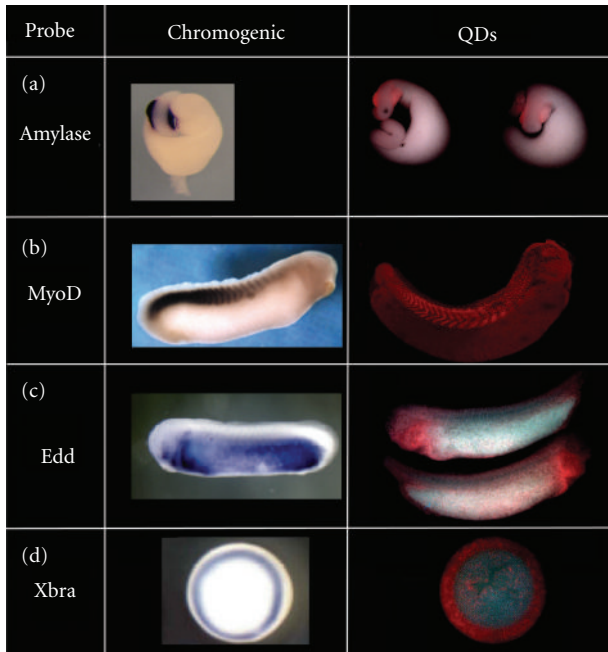 Probe Chromogenic QDs
(a)
Amylase
(b)
MyoD
(c)
Edd
(d)
Xbra